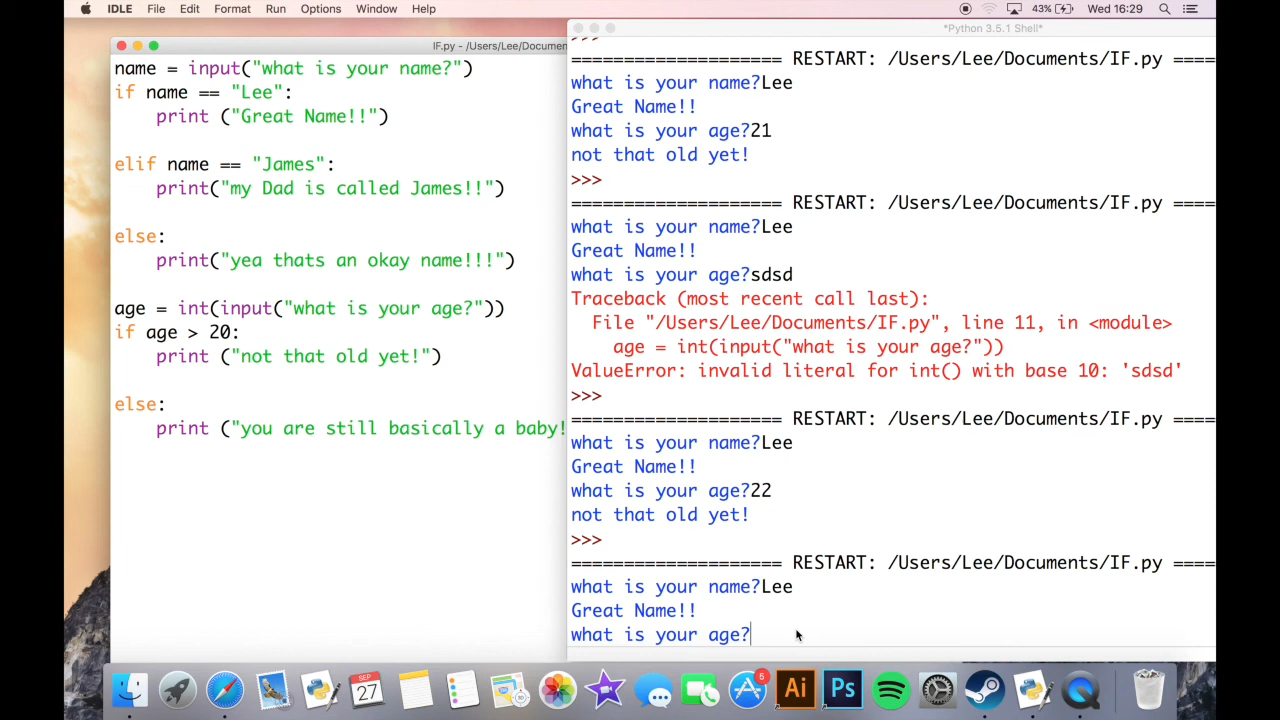 IDLE File Edit Format Run Options Window Help 43% Wed 16:29
IF.py - /Users/Lee/Documen
name = input("what is your name?")
if name == "Lee":
print ("Great Name!!")
elif name == "James":
print("my Dad is called James!!")
else:
print("yea thats an okay name!!!")
age = int(input("what is your age?"))
if age > 20:
print ("not that old yet!")
else:
print ("you are still basically a baby!
*Python 3.5.1 Shell*
>>>
=================== RESTART: /Users/Lee/Documents/IF.py ====
what is your name?Lee
Great Name!!
what is your age?21
not that old yet!
>>>
=================== RESTART: /Users/Lee/Documents/IF.py ====
what is your name?Lee
Great Name!!
what is your age?sdsd
Traceback (most recent call last):
File "/Users/Lee/Documents/IF.py", line 11, in <module>
age = int(input("what is your age?"))
ValueError: invalid literal for int() with base 10: 'sdsd'
>>>
=================== RESTART: /Users/Lee/Documents/IF.py ====
what is your name?Lee
Great Name!!
what is your age?22
not that old yet!
>>>
=================== RESTART: /Users/Lee/Documents/IF.py ====
what is your name?Lee
Great Name!!
what is your age?
SEP
27
6
Ai
Ps